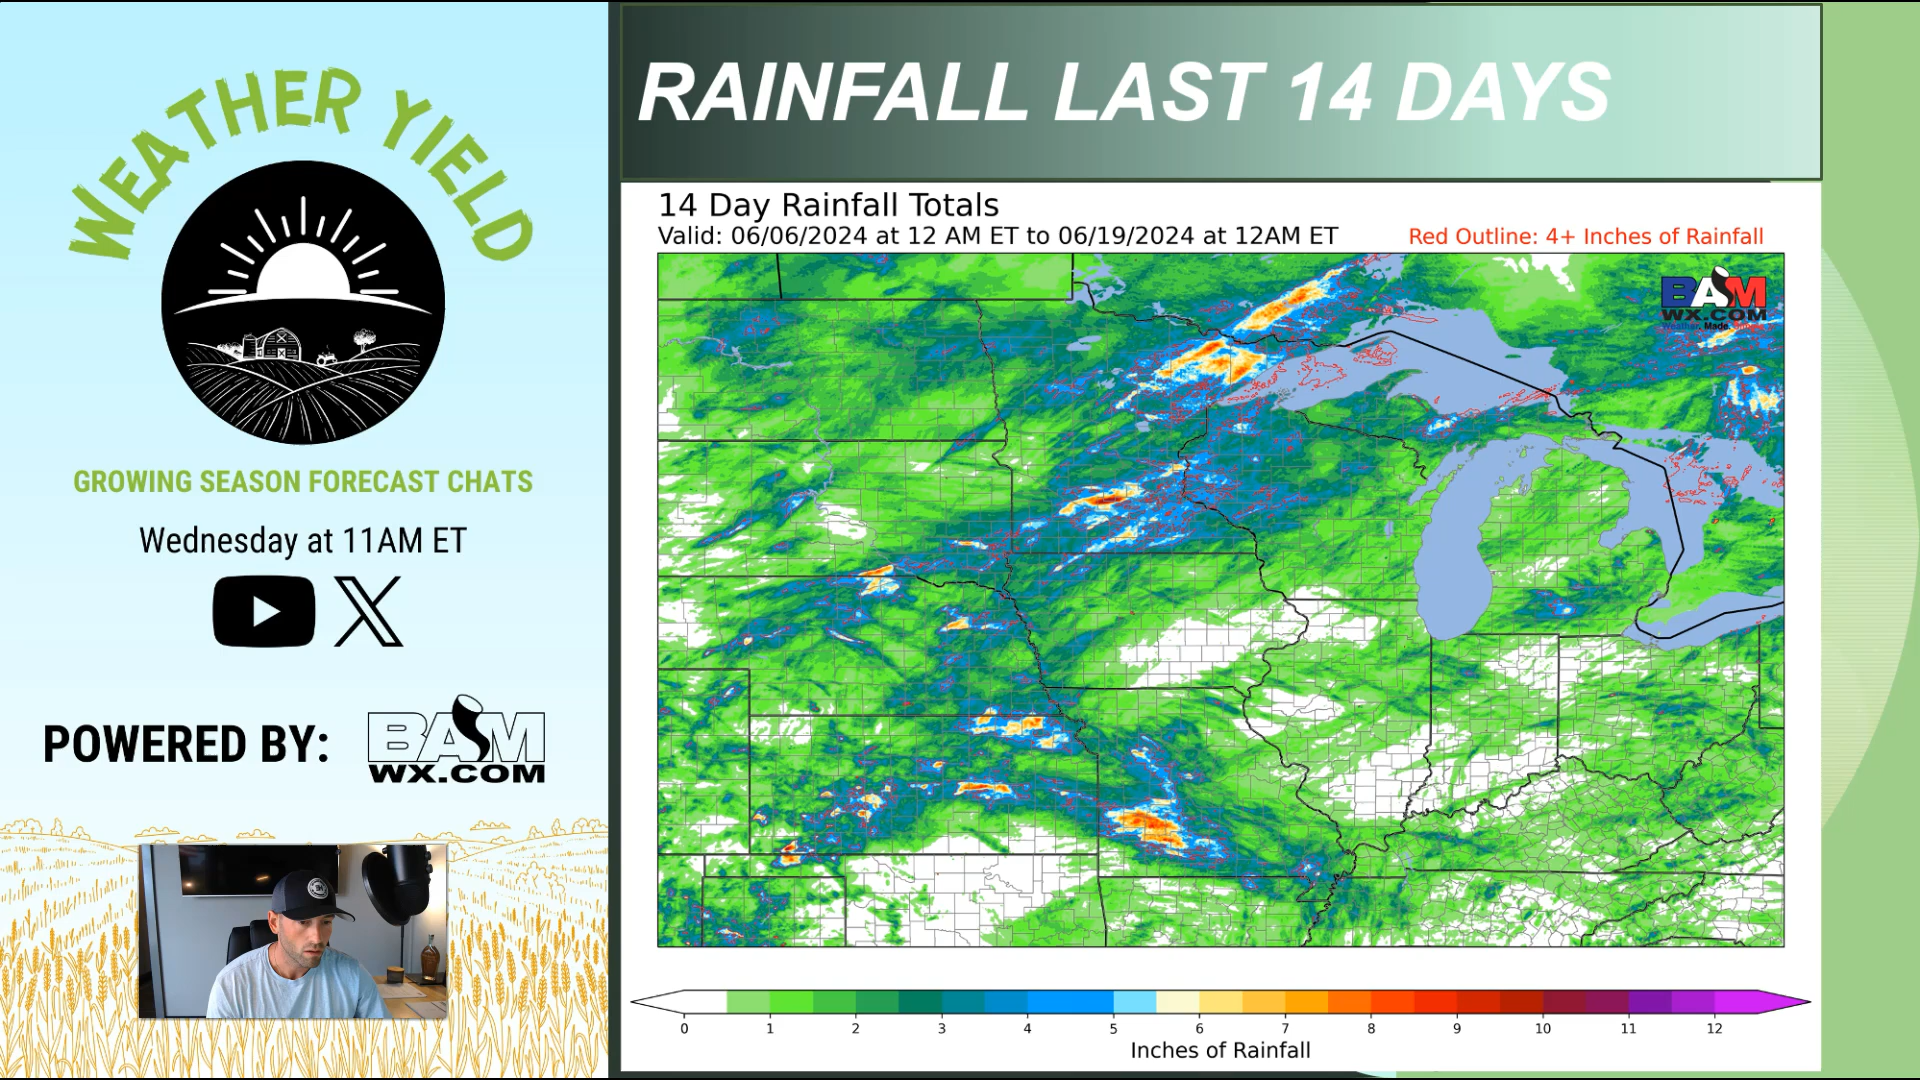 WEATHER YIELD
GROWING SEASON FORECAST CHATS
Wednesday at 11AM ET
POWERED BY:
BAM
WX.COM
RAINFALL LAST 14 DAYS
14 Day Rainfall Totals
Valid: 06/06/2024 at 12 AM ET to 06/19/2024 at 12AM ET
Red Outline: 4+ Inches of Rainfall
BAM
WX.COM
Weather. Made. Simple.
0 1 2 3 4 5 6 7 8 9 10 11 12
Inches of Rainfall